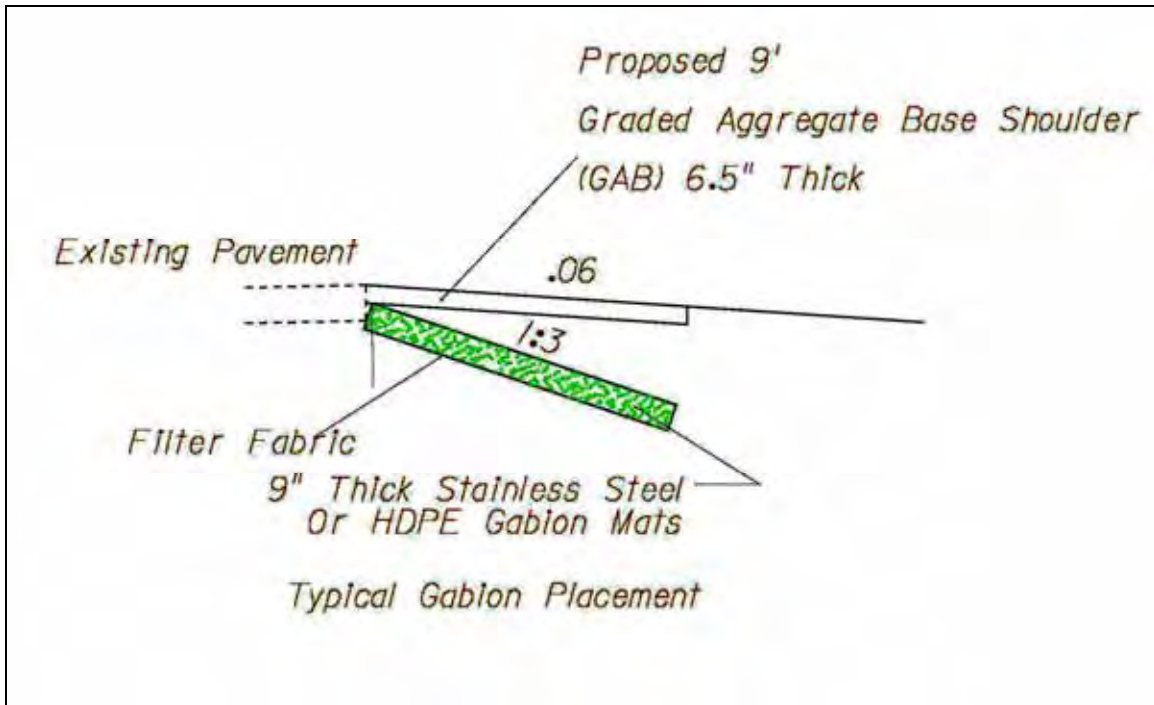 Proposed 9'
Graded Aggregate Base Shoulder
(GAB) 6.5" Thick
Existing Pavement
.06
1:3
Filter Fabric
9" Thick Stainless Steel
Or HDPE Gabion Mats
Typical Gabion Placement